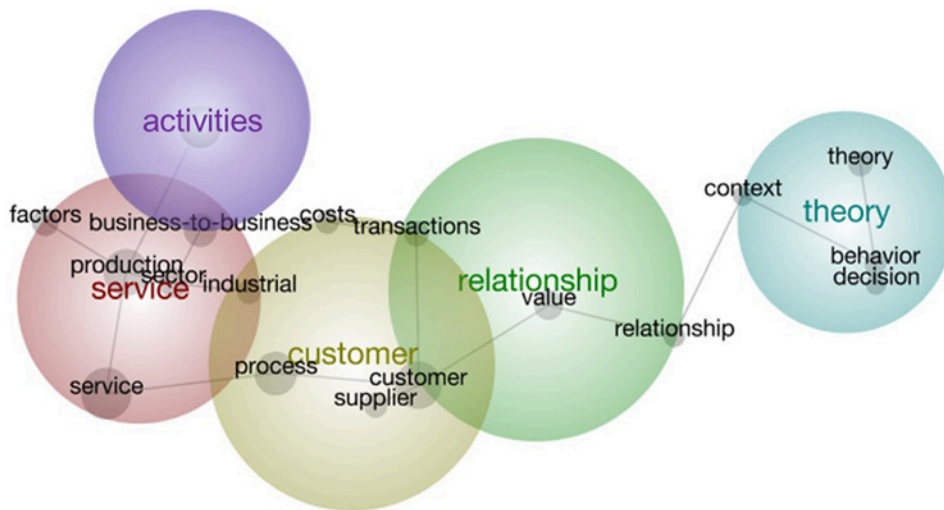 activities
theory
context
theory
factors
business-to-business
costs
transactions
behavior
production
sector
decision
service
industrial
relationship
value
relationship
customer
process
customer
service
supplier